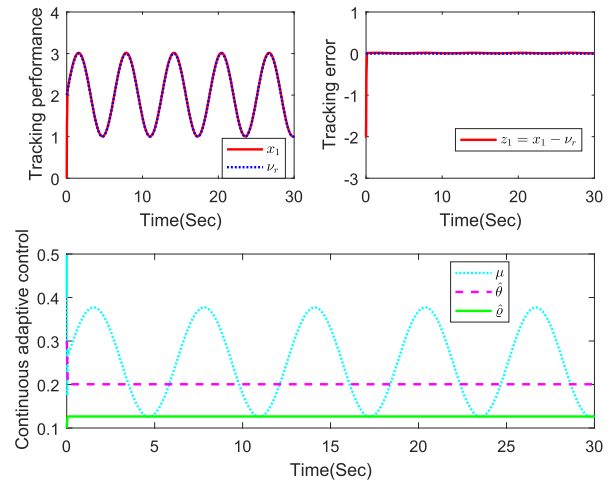 Tracking performance
4
3
2
1
0
0 10 20 30
Time(Sec)
x₁
νᵣ
Tracking error
1
0
-1
-2
-3
0 10 20 30
Time(Sec)
z₁ = x₁ − νᵣ
Continuous adaptive control
0.5
0.4
0.3
0.2
0.1
0 5 10 15 20 25 30
Time(Sec)
μ
θ̂
ϱ̂